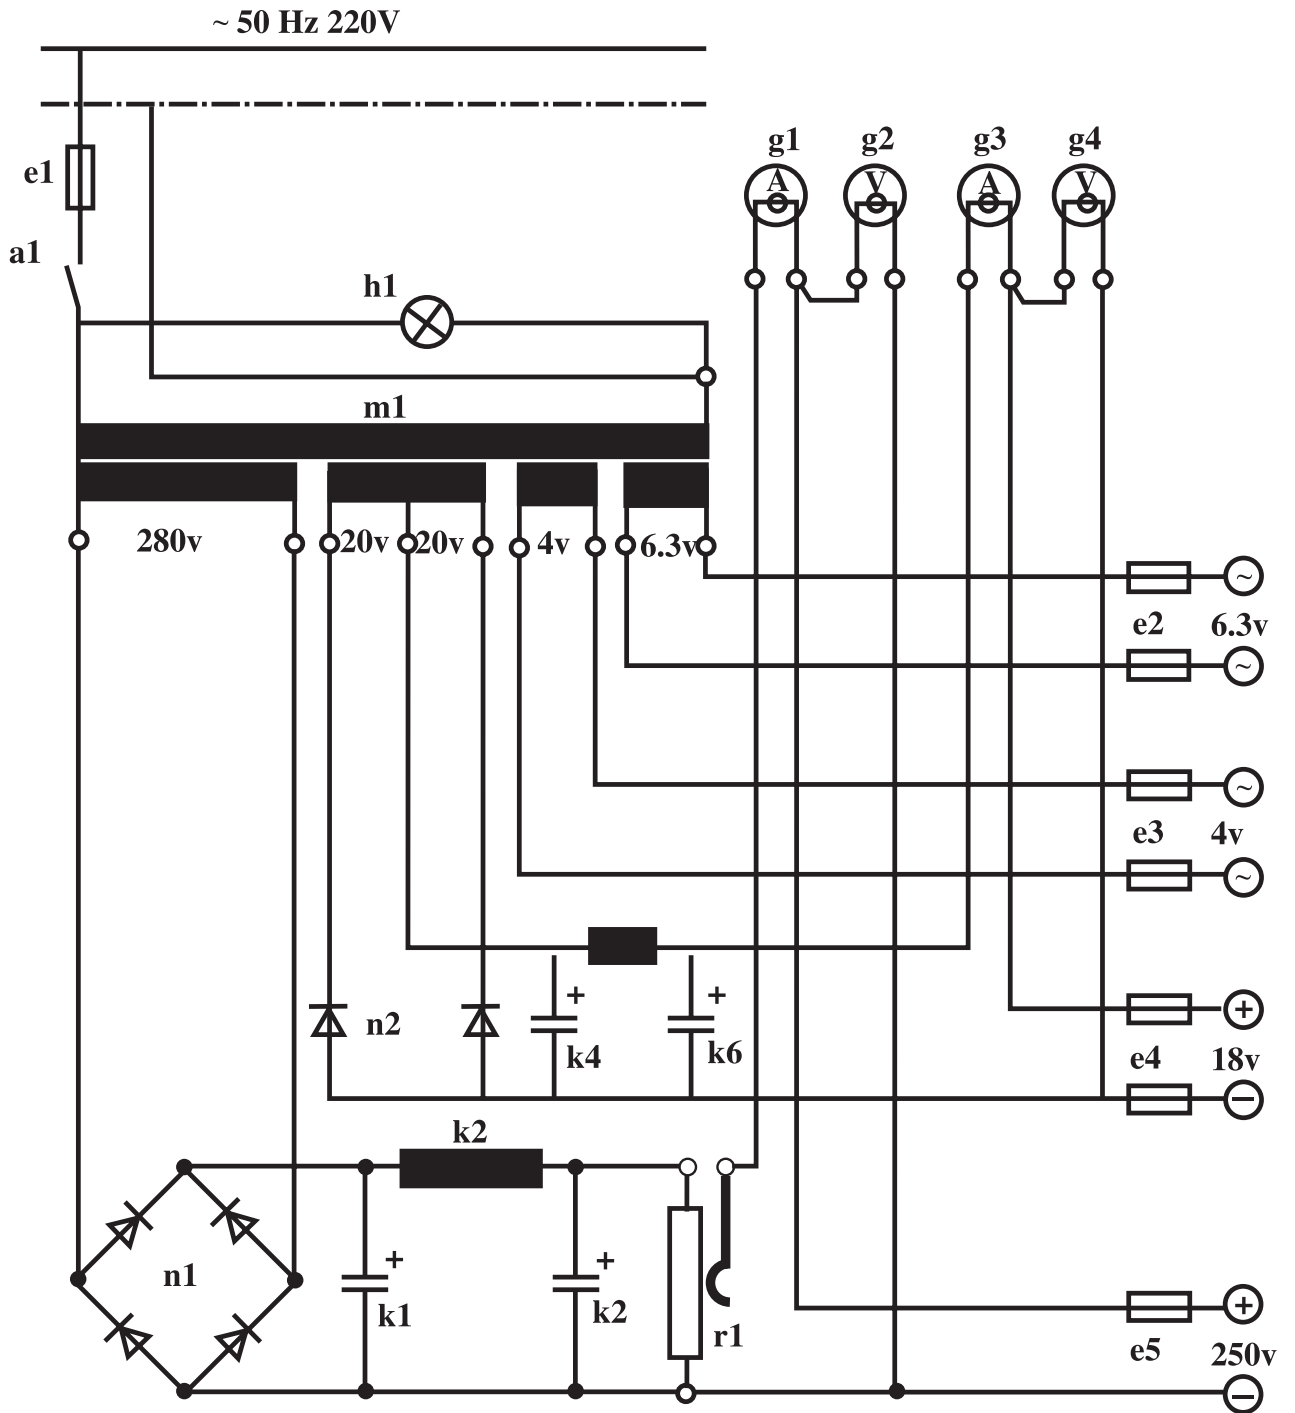 ~ 50 Hz 220V
g1 g2 g3 g4
A V A V
e1
a1
h1
m1
280v 20v 20v 4v 6.3v
~
e2 6.3v
~
~
e3 4v
~
+
n2 + +
k4 k6
e4 18v
−
k2
n1
+ +
k1 k2
r1
+
e5 250v
−